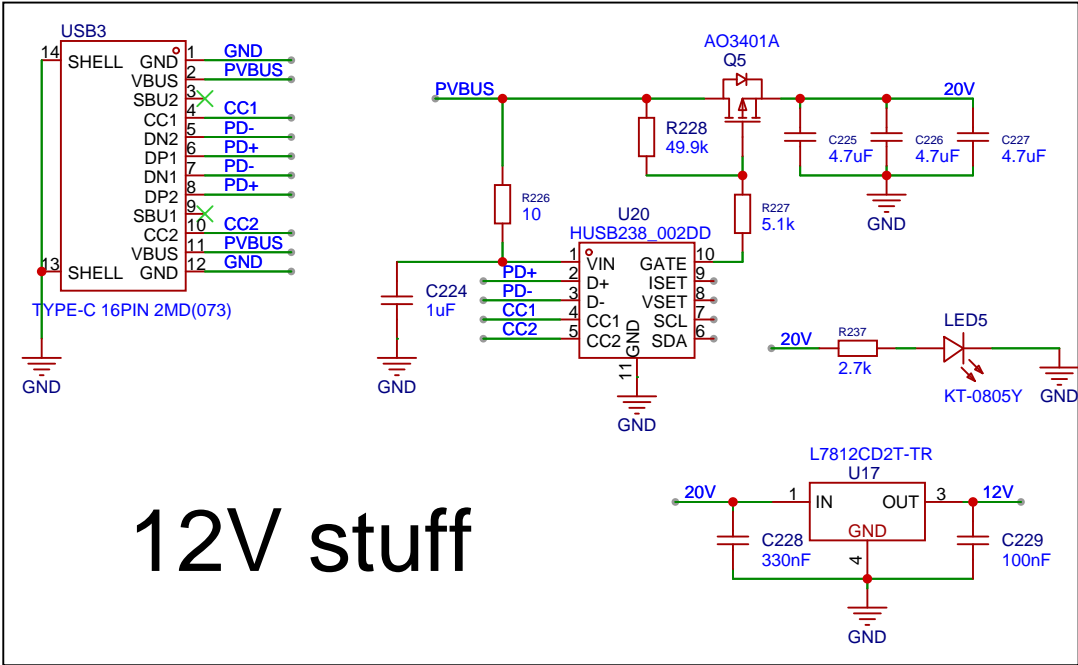 USB3
14 SHELL GND 1 GND
VBUS 2 PVBUS
SBU2 3
CC1 4 CC1
DN2 5 PD-
DP1 6 PD+
DN1 7 PD-
DP2 8 PD+
SBU1 9
CC2 10 CC2
VBUS 11 PVBUS
13 SHELL GND 12 GND
TYPE-C 16PIN 2MD(073)
GND
AO3401A
Q5
PVBUS
20V
R228
49.9k
C225
4.7uF
C226
4.7uF
C227
4.7uF
GND
R226
10
R227
5.1k
U20
HUSB238_002DD
1 VIN GATE 10
PD+ 2 D+ ISET 9
PD- 3 D- VSET 8
CC1 4 CC1 SCL 7
CC2 5 CC2 SDA 6
GND
11
GND
C224
1uF
GND
20V
R237
2.7k
LED5
KT-0805Y
GND
L7812CD2T-TR
U17
20V 1 IN OUT 3 12V
GND
4
C228
330nF
C229
100nF
GND
12V stuff